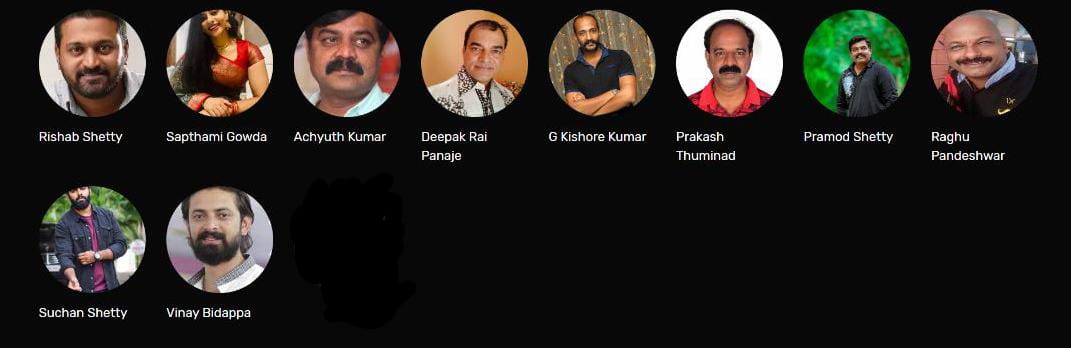 Rishab Shetty
Sapthami Gowda
Achyuth Kumar
Deepak Rai
Panaje
G Kishore Kumar
Prakash
Thuminad
Pramod Shetty
Raghu
Pandeshwar
Suchan Shetty
Vinay Bidappa